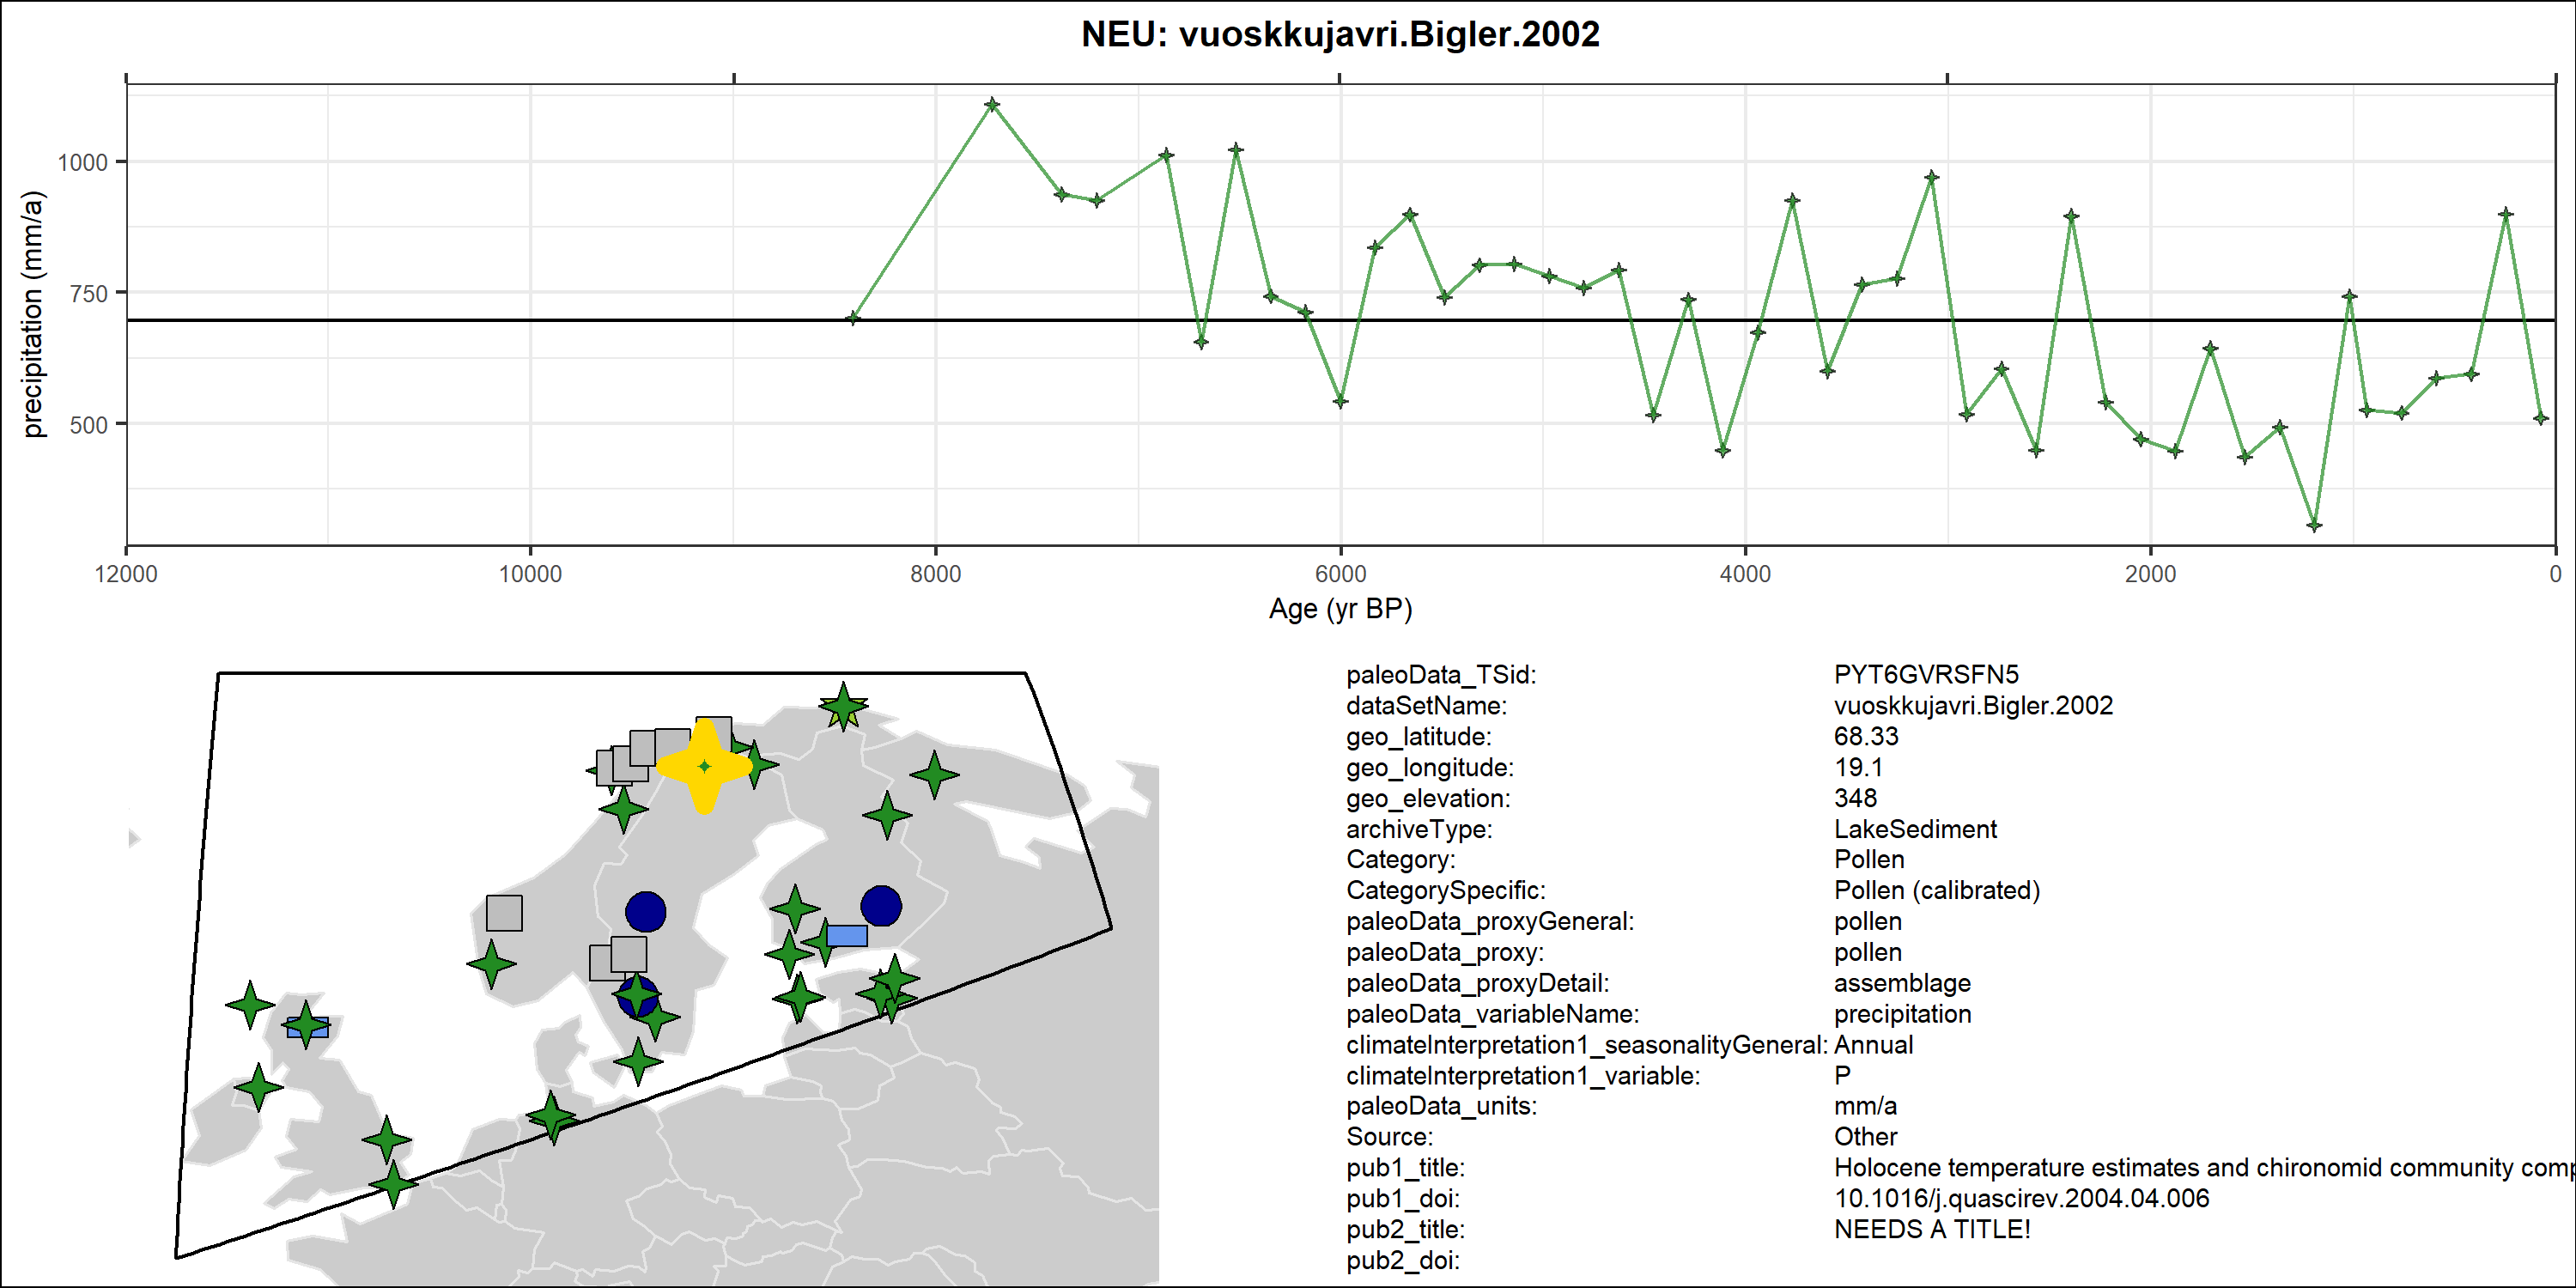 NEU: vuoskkujavri.Bigler.2002
precipitation (mm/a)
1000
750
500
12000 10000 8000 6000 4000 2000 0
Age (yr BP)
paleoData_TSid: PYT6GVRSFN5
dataSetName: vuoskkujavri.Bigler.2002
geo_latitude: 68.33
geo_longitude: 19.1
geo_elevation: 348
archiveType: LakeSediment
Category: Pollen
CategorySpecific: Pollen (calibrated)
paleoData_proxyGeneral: pollen
paleoData_proxy: pollen
paleoData_proxyDetail: assemblage
paleoData_variableName: precipitation
climateInterpretation1_seasonalityGeneral: Annual
climateInterpretation1_variable: P
paleoData_units: mm/a
Source: Other
pub1_title: Holocene temperature estimates and chironomid community
pub1_doi: 10.1016/j.quascirev.2004.04.006
pub2_title: NEEDS A TITLE!
pub2_doi: